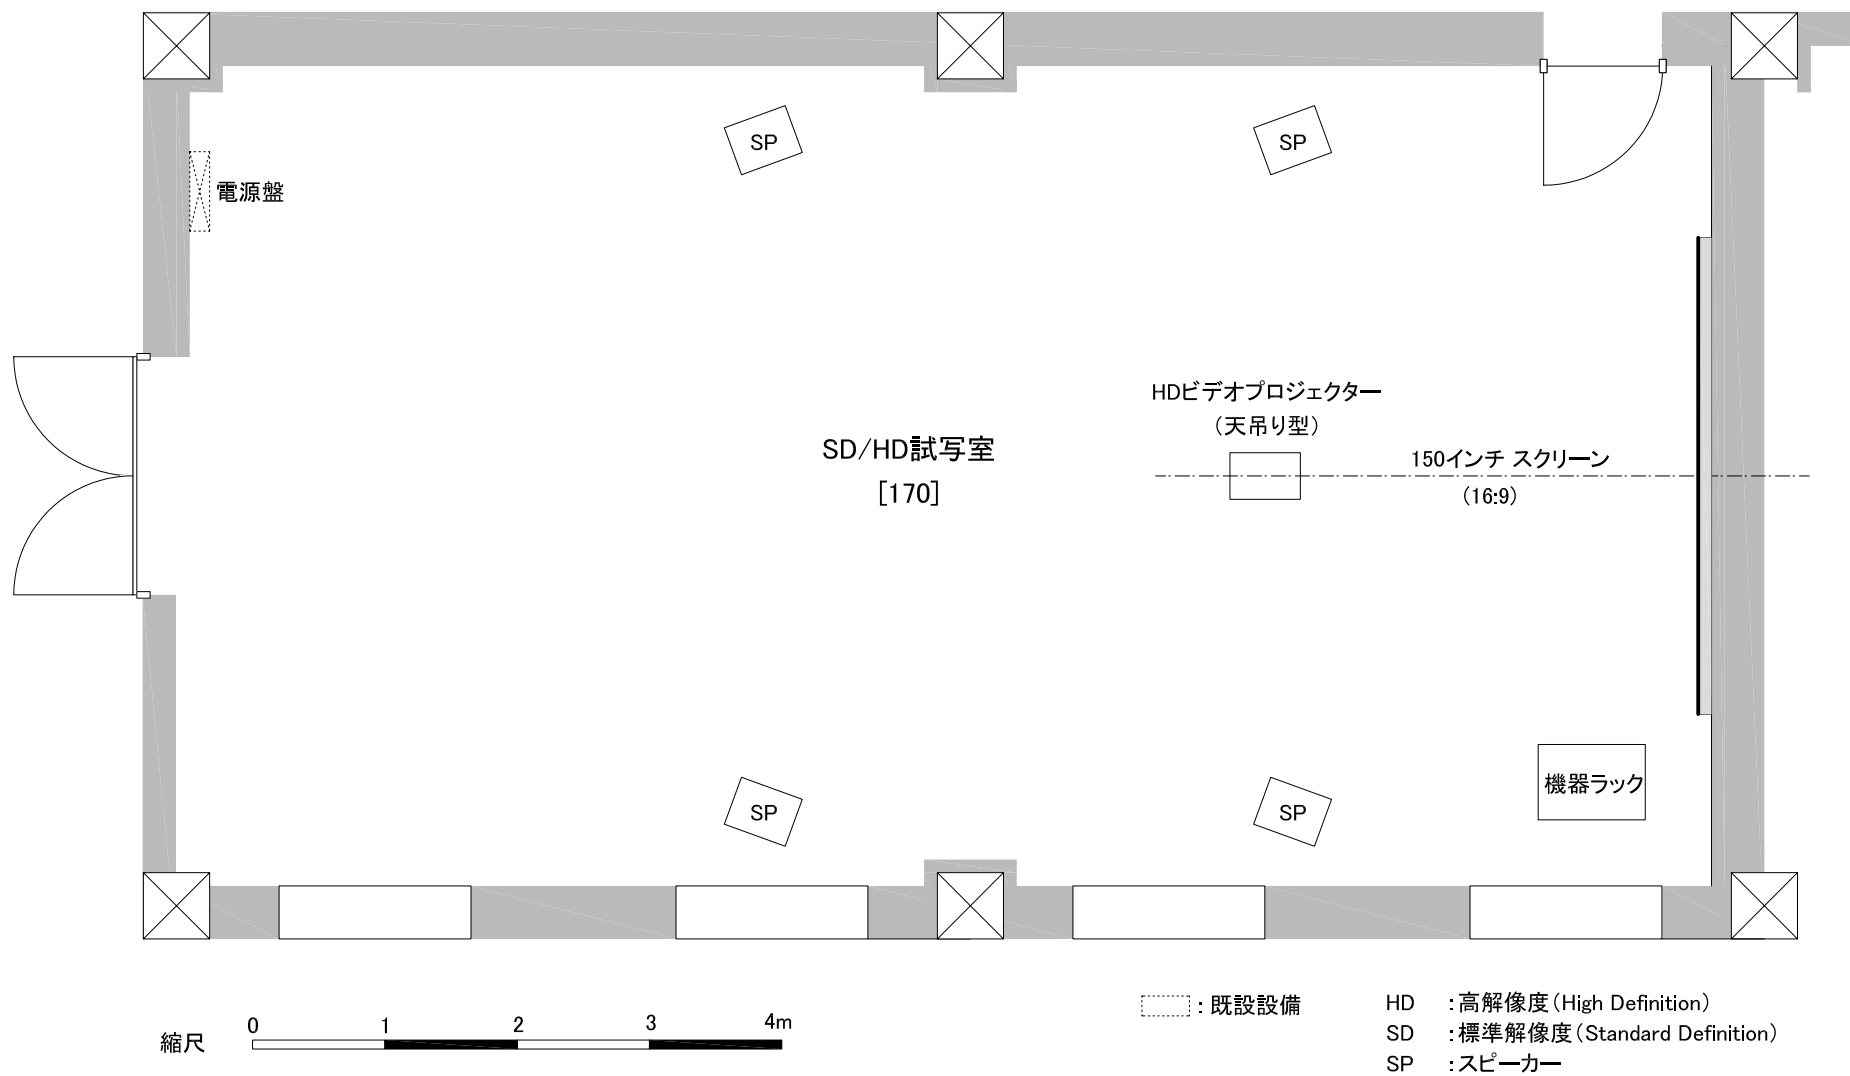 SP
SP
電源盤
HDビデオプロジェクター
（天吊り型）
SD/HD試写室
[170]
150インチ スクリーン
（16:9）
機器ラック
SP
SP
縮尺
0 1 2 3 4m
：既設設備
HD ：高解像度（High Definition）
SD ：標準解像度（Standard Definition）
SP ：スピーカー